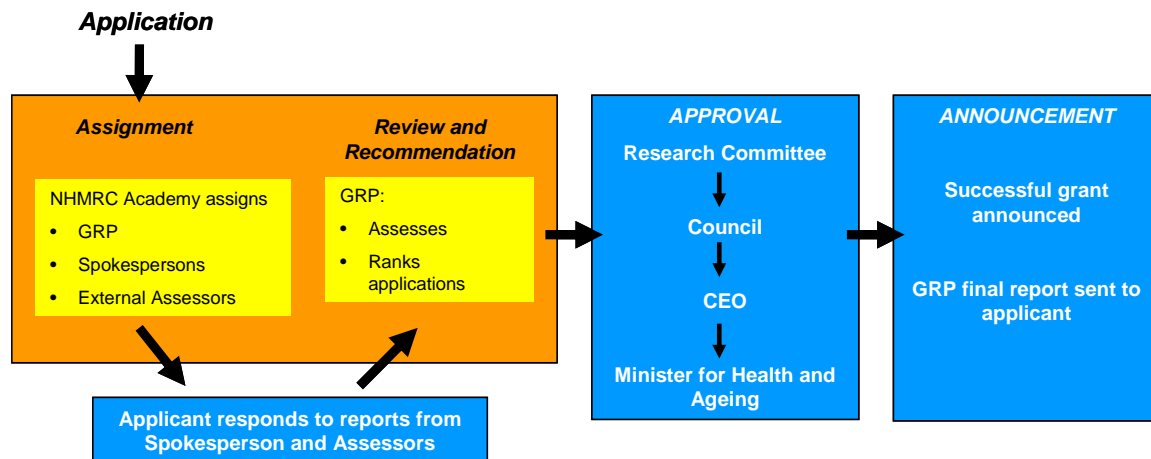 Application
Assignment
NHMRC Academy assigns
• GRP
• Spokespersons
• External Assessors
Applicant responds to reports from
Spokesperson and Assessors
Review and
Recommendation
GRP:
• Assesses
• Ranks
applications
APPROVAL
Research Committee
Council
CEO
Minister for Health and
Ageing
ANNOUNCEMENT
Successful grant
announced
GRP final report sent to
applicant